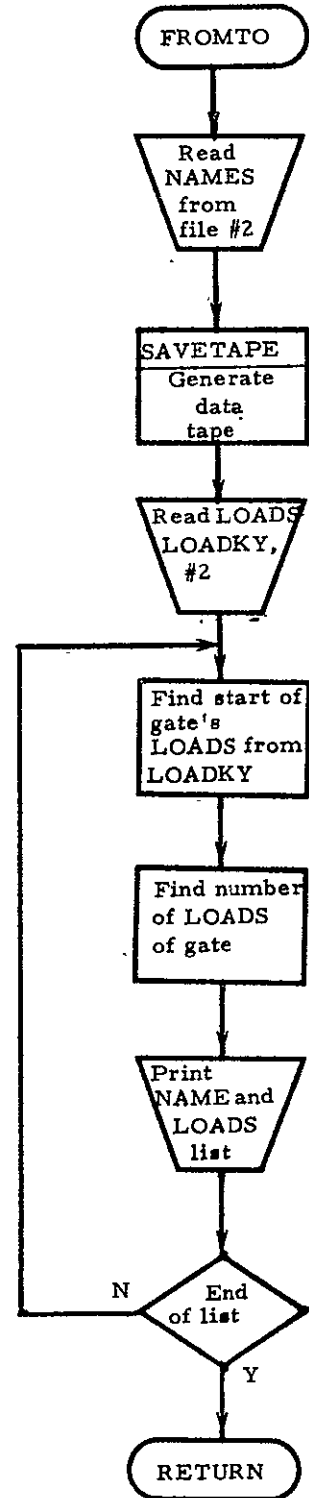 FROMTO
Read
NAMES
from
file #2
SAVETAPE
Generate
data
tape
Read LOADS
LOADKY,
#2
Find start of
gate's
LOADS from
LOADKY
Find number
of LOADS
of gate
Print
NAME and
LOADS
list
End
of list
N
Y
RETURN